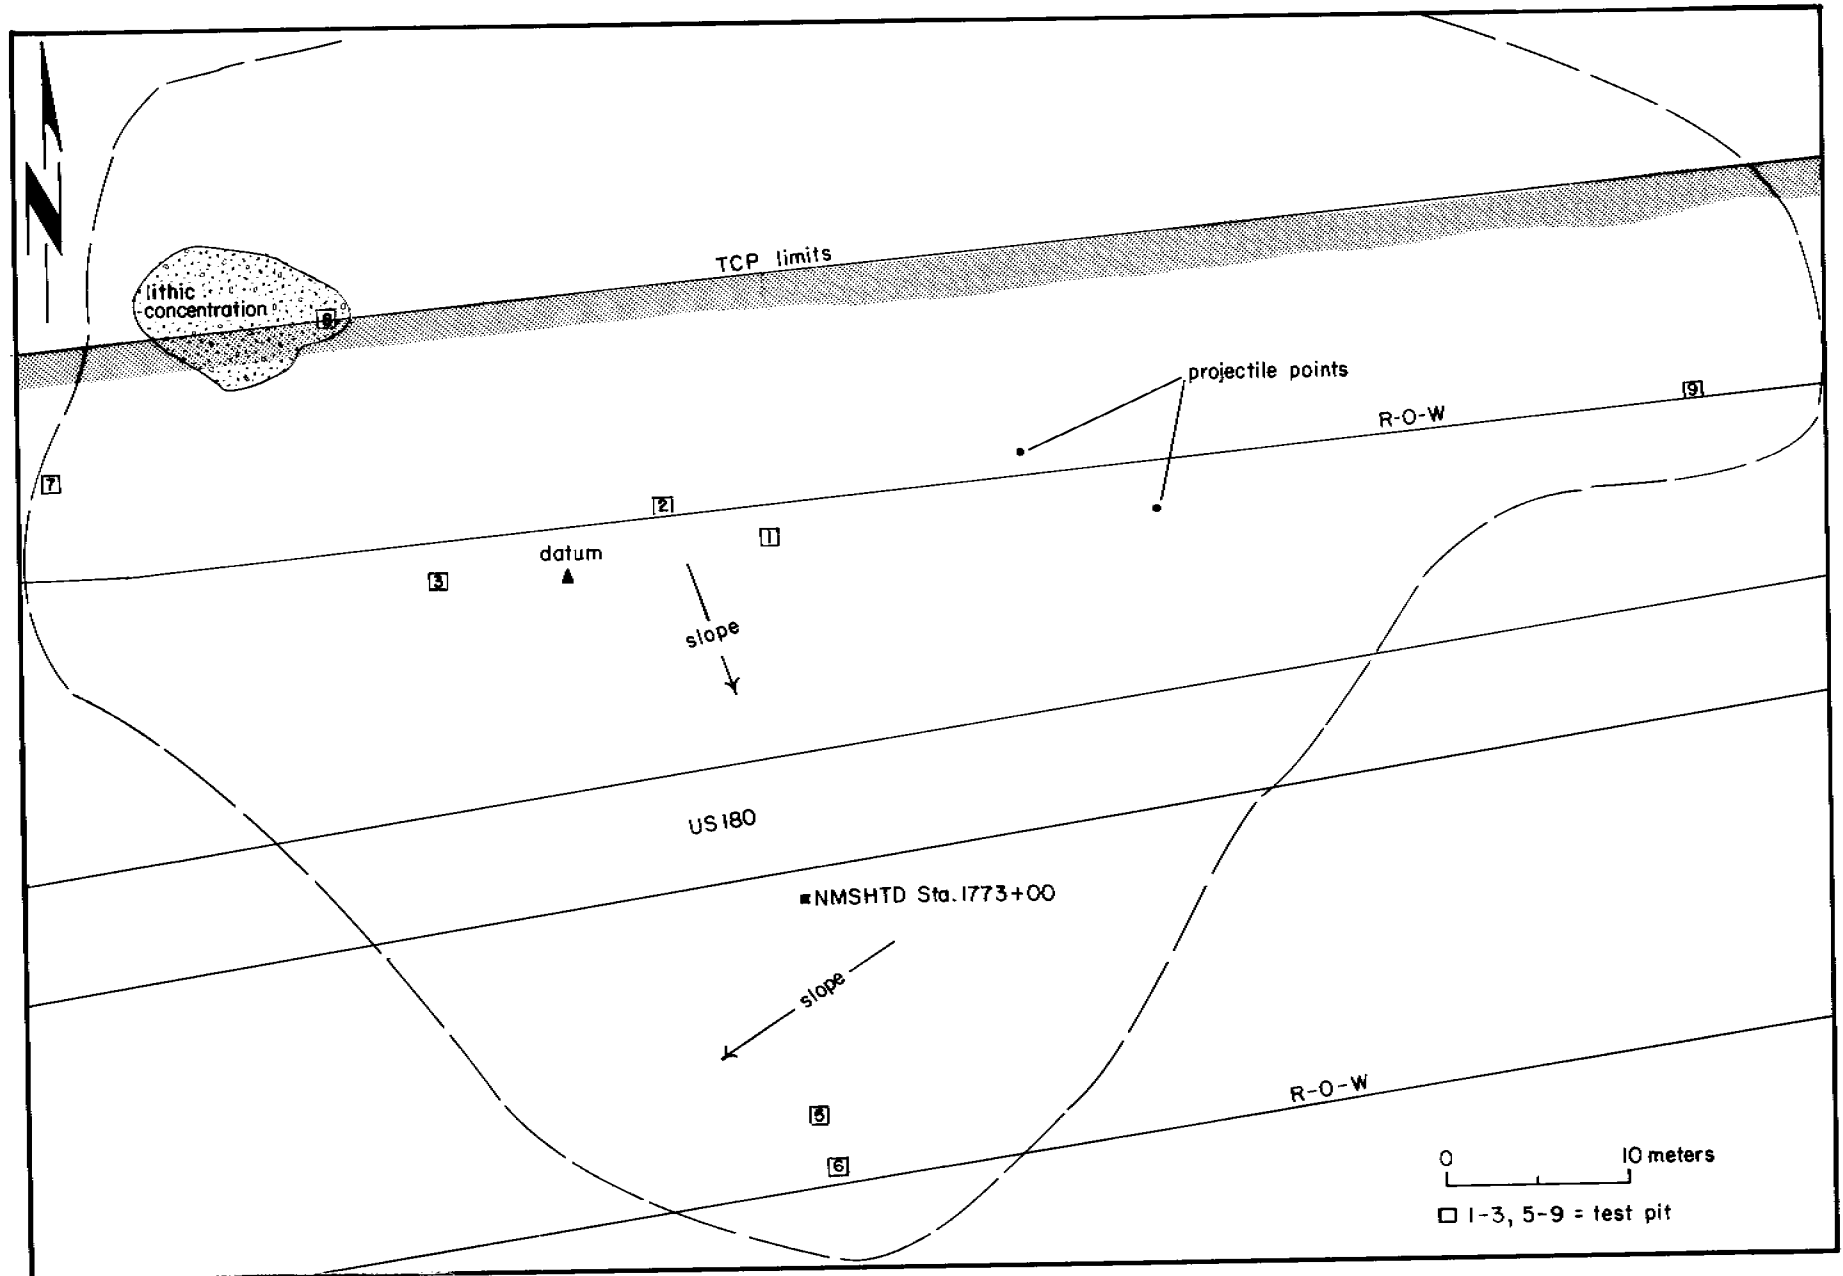 N
TCP limits
lithic
concentration
8
projectile points
9
R-O-W
7
2
1
datum
3
slope
US 180
NMSHTD Sta. 1773+00
slope
5
R-O-W
6
0 10 meters
1-3, 5-9 = test pit